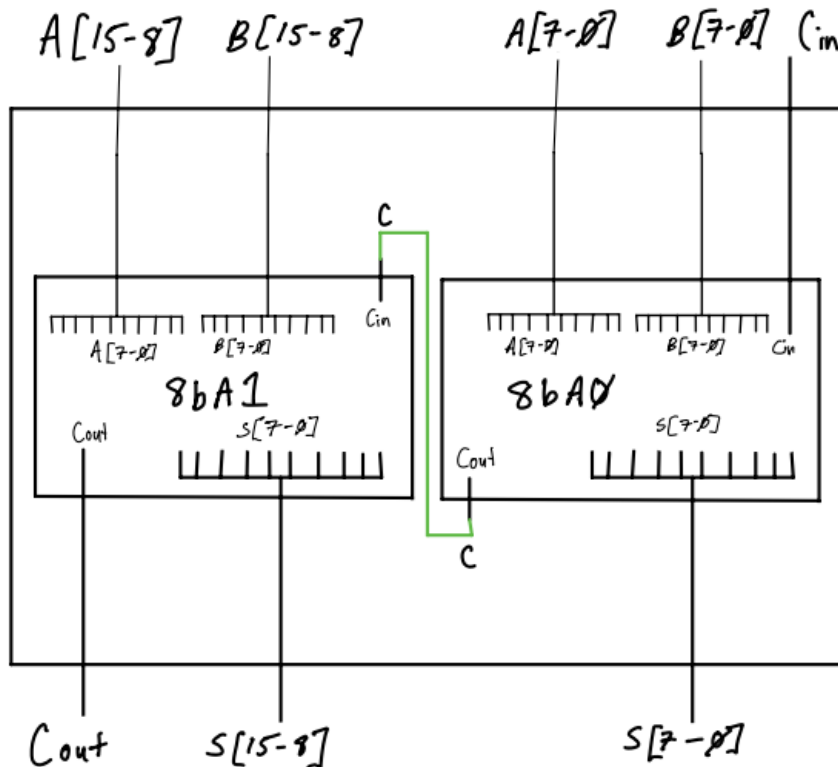 A[15-8] B[15-8] A[7-0] B[7-0] Cin
C
Cin
A[7-0] B[7-0] A[7-0] B[7-0] Cin
8bA1 8bA0
S[7-0] S[7-0]
Cout Cout
C
Cout S[15-8] S[7-0]